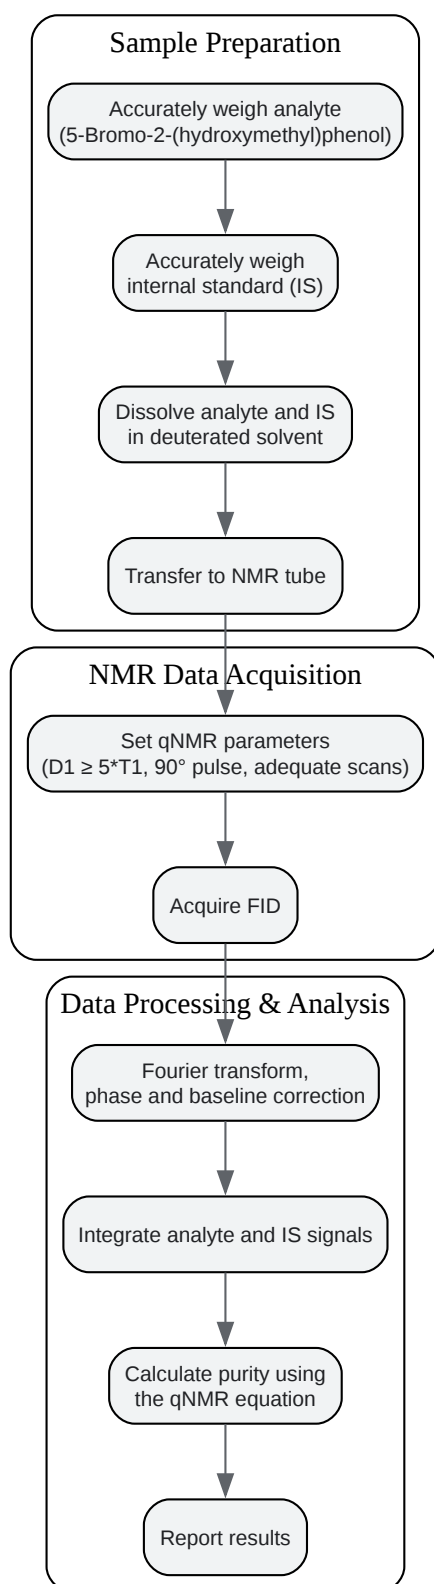 Sample Preparation
Accurately weigh analyte
(5-Bromo-2-(hydroxymethyl)phenol)
Accurately weigh
internal standard (IS)
Dissolve analyte and IS
in deuterated solvent
Transfer to NMR tube
NMR Data Acquisition
Set qNMR parameters
(D1 ≥ 5*T1, 90° pulse, adequate scans)
Acquire FID
Data Processing & Analysis
Fourier transform,
phase and baseline correction
Integrate analyte and IS signals
Calculate purity using
the qNMR equation
Report results